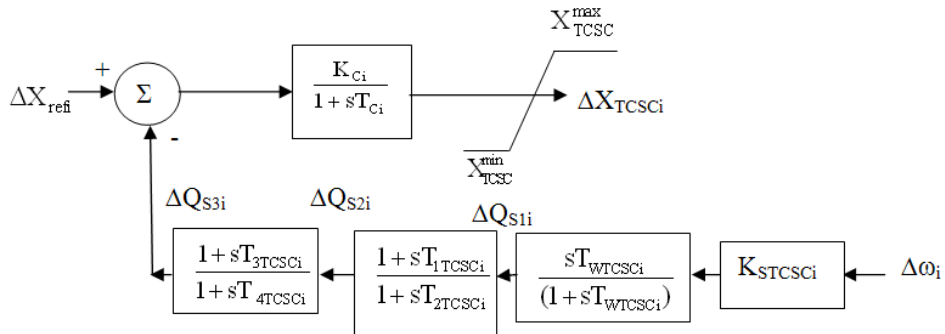 X_TCSC^max
+
ΔX_refi
Σ
K_Ci
1 + sT_Ci
ΔX_TCSCi
-
X_TCSC^min
ΔQ_S3i
ΔQ_S2i
ΔQ_S1i
1 + sT_3TCSCi
1 + sT_4TCSCi
1 + sT_1TCSCi
1 + sT_2TCSCi
sT_WTCSCi
(1 + sT_WTCSCi)
K_STCSCi
Δω_i